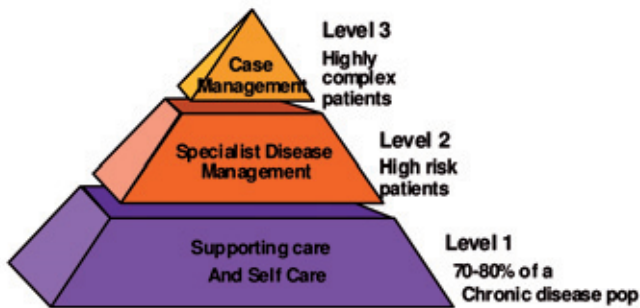 Level 3
Highly
complex
patients
Case
Management
Level 2
High risk
patients
Specialist Disease
Management
Level 1
70-80% of a
Chronic disease pop
Supporting care
And Self Care